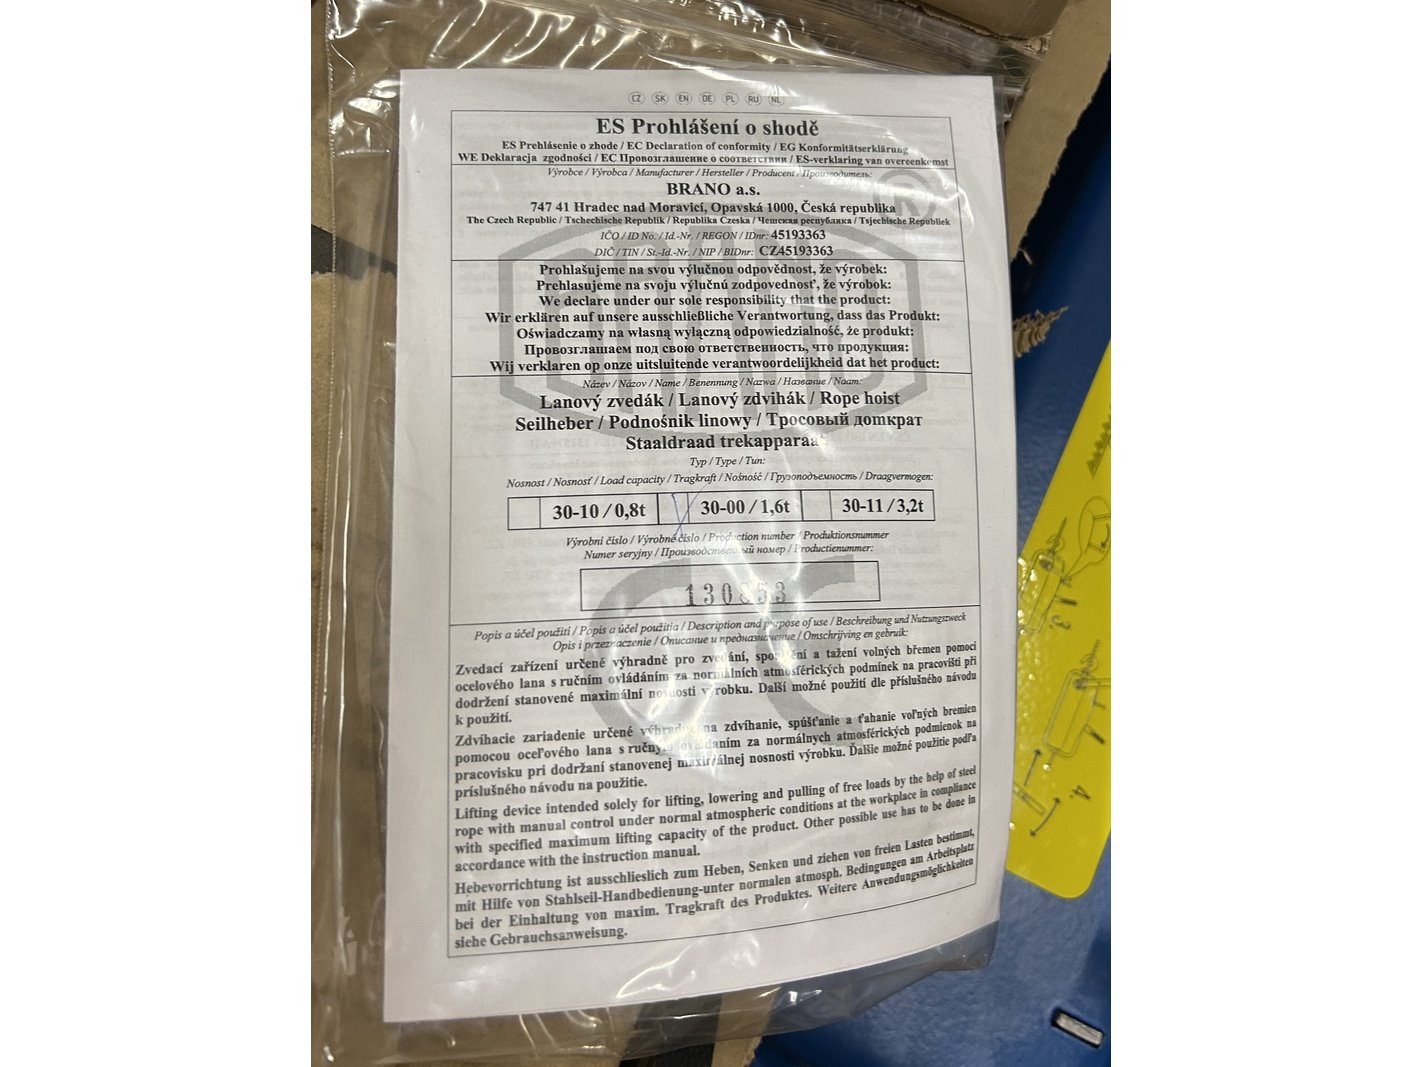 CZ SK EN DE PL RU NL
ES Prohlášení o shodě
ES Prehlásenie o zhode / EC Declaration of conformity / EG Konformitätserklärung
WE Deklaracja zgodności / EC Провозглашение о соответствии / ES-verklaring van overeenkomst
Výrobce / Výrobca / Manufacturer / Hersteller / Producent / Производитель:
BRANO a.s.
747 41 Hradec nad Moravicí, Opavská 1000, Česká republika
The Czech Republic / Tschechische Republik / Republika Czeska / Чешская республика / Tsjechische Republiek
IČO / ID No. / Id.-Nr. / REGON / IDnr: 45193363
DIČ / TIN / St.-Id.-Nr. / NIP / BIDnr: CZ45193363
BRANO ®
Prohlašujeme na svou výlučnou odpovědnost, že výrobek:
Prehlasujeme na svoju výlučnú zodpovednosť, že výrobok:
We declare under our sole responsibility that the product:
Wir erklären auf unsere ausschließliche Verantwortung, dass das Produkt:
Oświadczamy na własną wyłączną odpowiedzialność, że produkt:
Провозглашаем под свою ответственность, что продукция:
Wij verklaren op onze uitsluitende verantwoordelijkheid dat het product:
Název / Názov / Name / Benennung / Nazwa / Название / Naam:
Lanový zvedák / Lanový zdvihák / Rope hoist
Seilheber / Podnośnik linowy / Тросовый домкрат
Staaldraad trekapparaat
Typ / Type / Тип:
Nosnost / Nosnosť / Load capacity / Tragkraft / Nośność / Грузоподъемность / Draagvermogen:
30-10 / 0,8t 30-00 / 1,6t 30-11 / 3,2t
Výrobní číslo / Výrobné číslo / Production number / Produktionsnummer
Numer seryjny / Производственный номер / Productienummer:
130853
CE
Popis a účel použití / Popis a účel použitia / Description and purpose of use / Beschreibung und Nutzungszweck
Opis i przeznaczenie / Описание и предназначение / Omschrijving en gebruik:
Zvedací zařízení určené výhradně pro zvedání, spouštění a tažení volných břemen pomocí
ocelového lana s ručním ovládáním za normálních atmosférických podmínek na pracovišti při
dodržení stanovené maximální nosnosti výrobku. Další možné použití dle příslušného návodu
k použití.
Zdvíhacie zariadenie určené výhradne na zdvíhanie, spúšťanie a ťahanie voľných bremien
pomocou oceľového lana s ručným ovládaním za normálnych atmosférických podmienok na
pracovisku pri dodržaní stanovenej maximálnej nosnosti výrobku. Ďalšie možné použitie podľa
príslušného návodu na použitie.
Lifting device intended solely for lifting, lowering and pulling of free loads by the help of steel
rope with manual control under normal atmospheric conditions at the workplace in compliance
with specified maximum lifting capacity of the product. Other possible use has to be done in
accordance with the instruction manual.
Hebevorrichtung ist ausschlieslich zum Heben, Senken und ziehen von freien Lasten bestimmt,
mit Hilfe von Stahlseil-Handbedienung-unter normalen atmosph. Bedingungen am Arbeitsplatz
bei der Einhaltung von maxim. Tragkraft des Produktes. Weitere Anwendungsmöglichkeiten
siehe Gebrauchsanweisung.
3.
4.